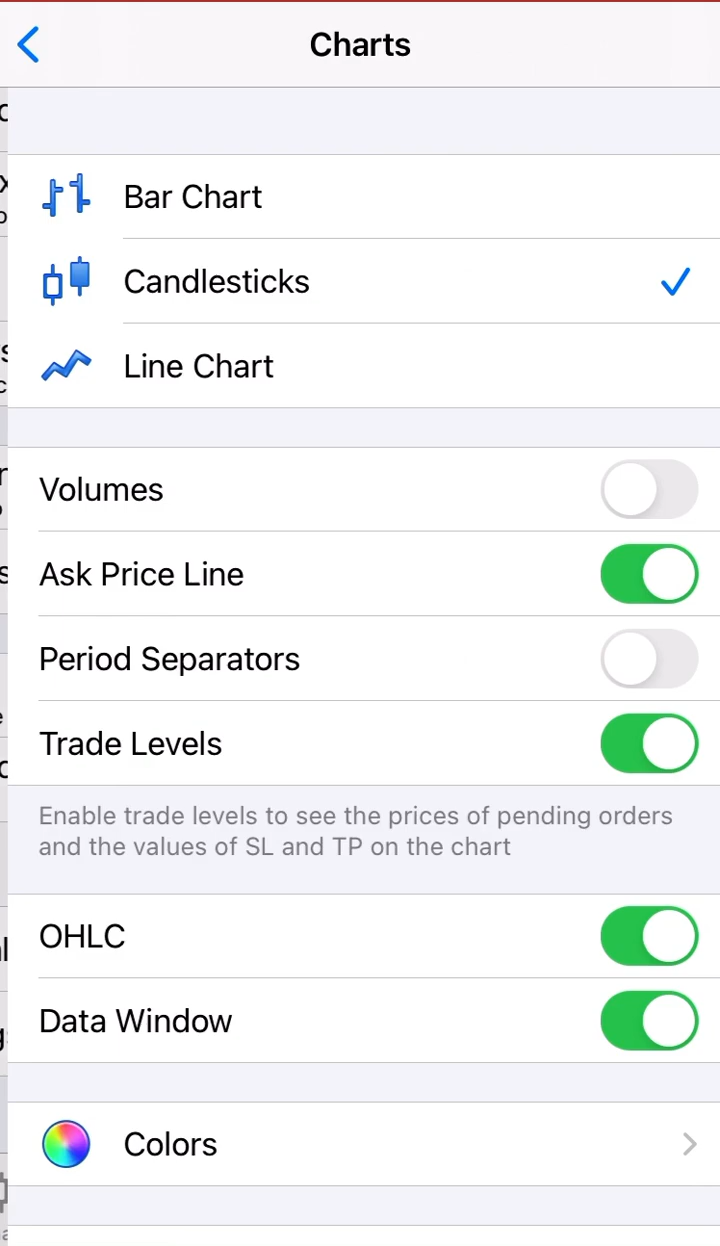 Charts
Bar Chart
Candlesticks
Line Chart
Volumes
Ask Price Line
Period Separators
Trade Levels
Enable trade levels to see the prices of pending orders
and the values of SL and TP on the chart
OHLC
Data Window
Colors